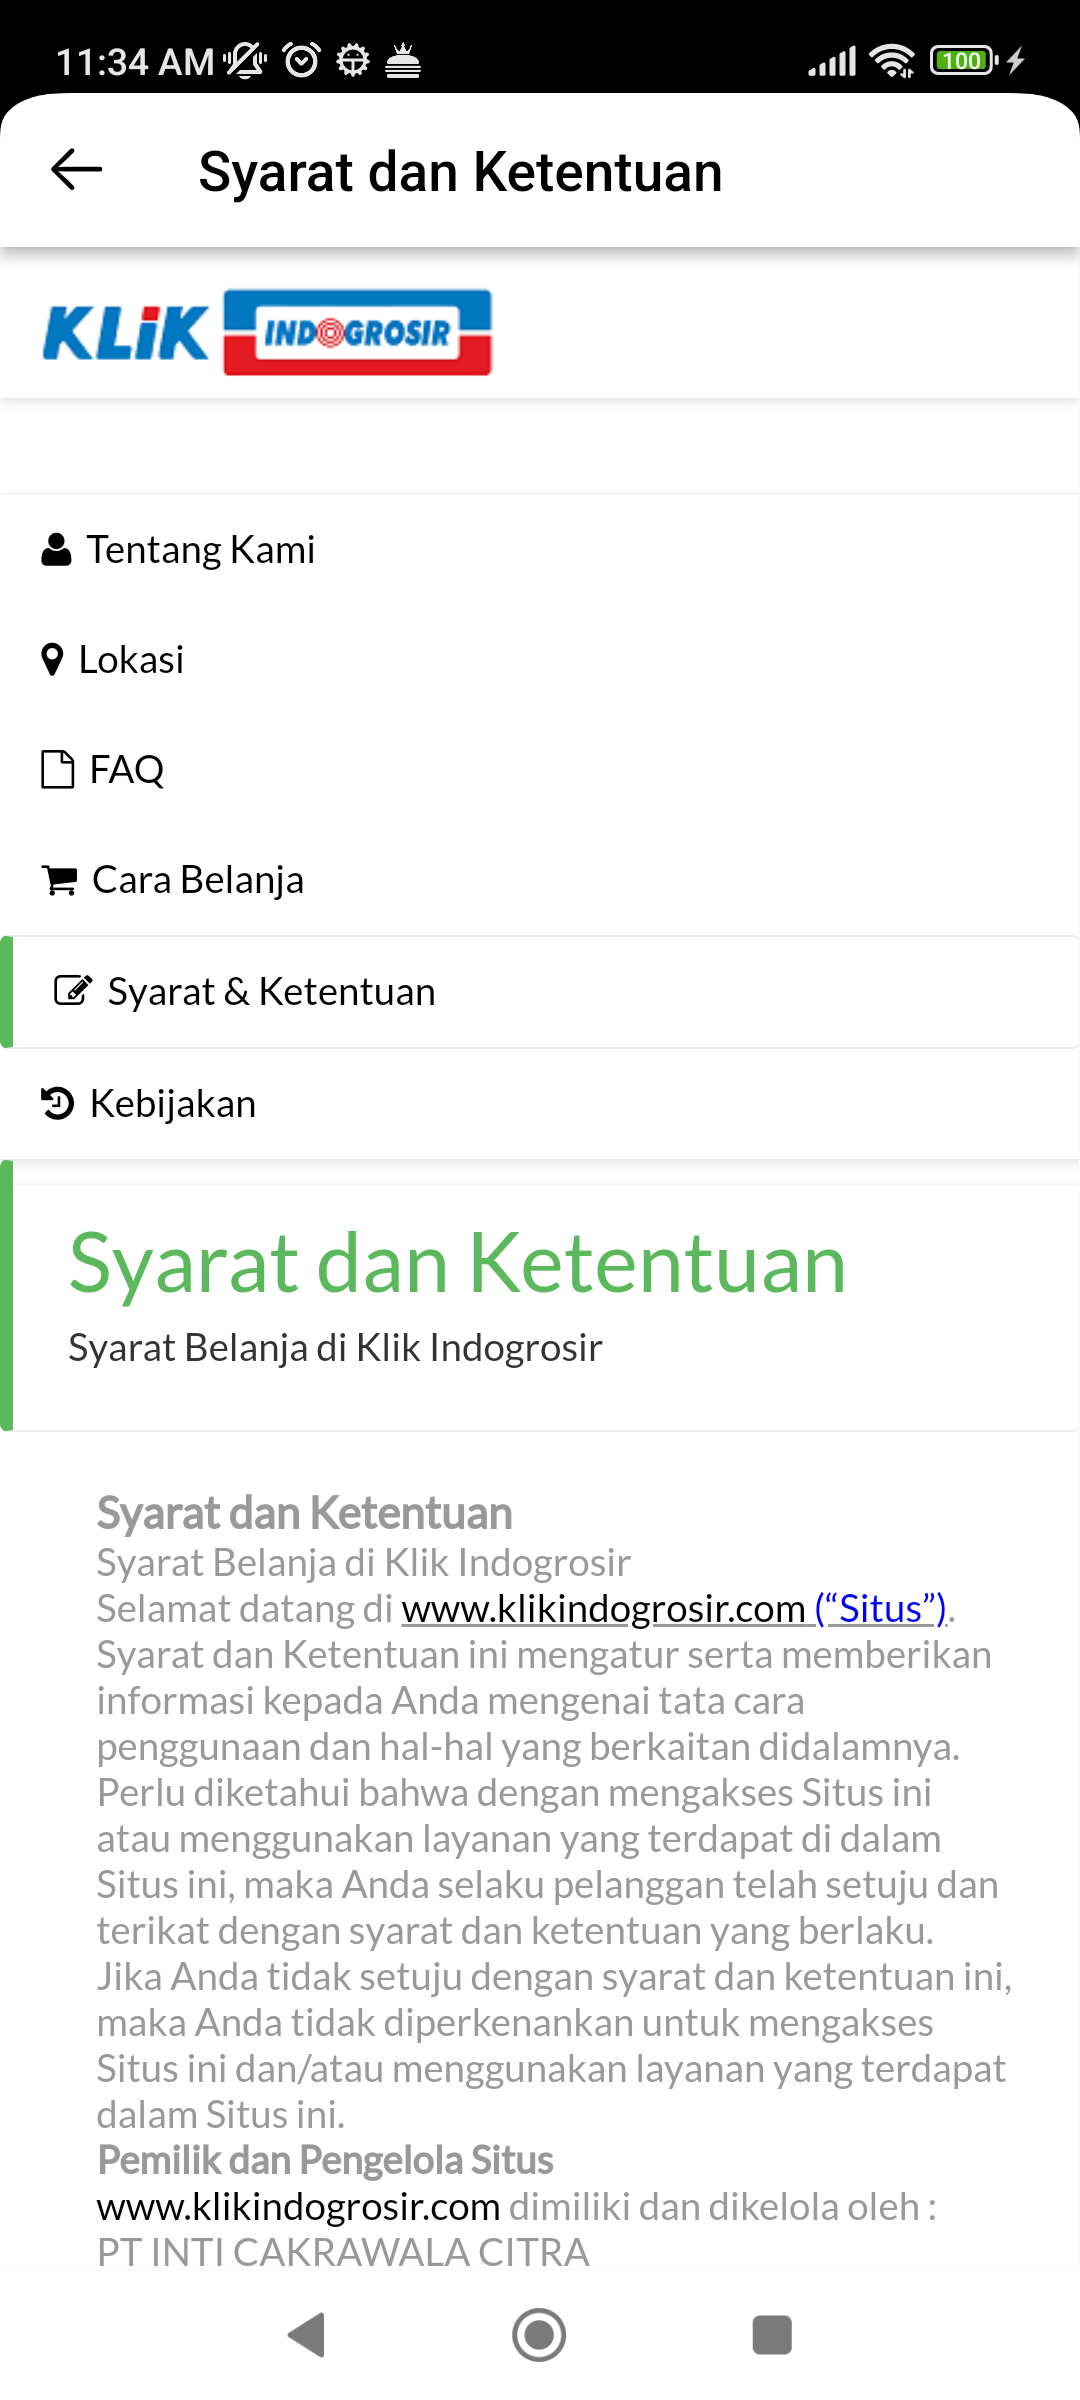 11:34 AM
100
Syarat dan Ketentuan
KLiK INDOGROSIR
Tentang Kami
Lokasi
FAQ
Cara Belanja
Syarat & Ketentuan
Kebijakan
Syarat dan Ketentuan
Syarat Belanja di Klik Indogrosir
Syarat dan Ketentuan
Syarat Belanja di Klik Indogrosir
Selamat datang di www.klikindogrosir.com (“Situs”).
Syarat dan Ketentuan ini mengatur serta memberikan
informasi kepada Anda mengenai tata cara
penggunaan dan hal-hal yang berkaitan didalamnya.
Perlu diketahui bahwa dengan mengakses Situs ini
atau menggunakan layanan yang terdapat di dalam
Situs ini, maka Anda selaku pelanggan telah setuju dan
terikat dengan syarat dan ketentuan yang berlaku.
Jika Anda tidak setuju dengan syarat dan ketentuan ini,
maka Anda tidak diperkenankan untuk mengakses
Situs ini dan/atau menggunakan layanan yang terdapat
dalam Situs ini.
Pemilik dan Pengelola Situs
www.klikindogrosir.com dimiliki dan dikelola oleh :
PT INTI CAKRAWALA CITRA